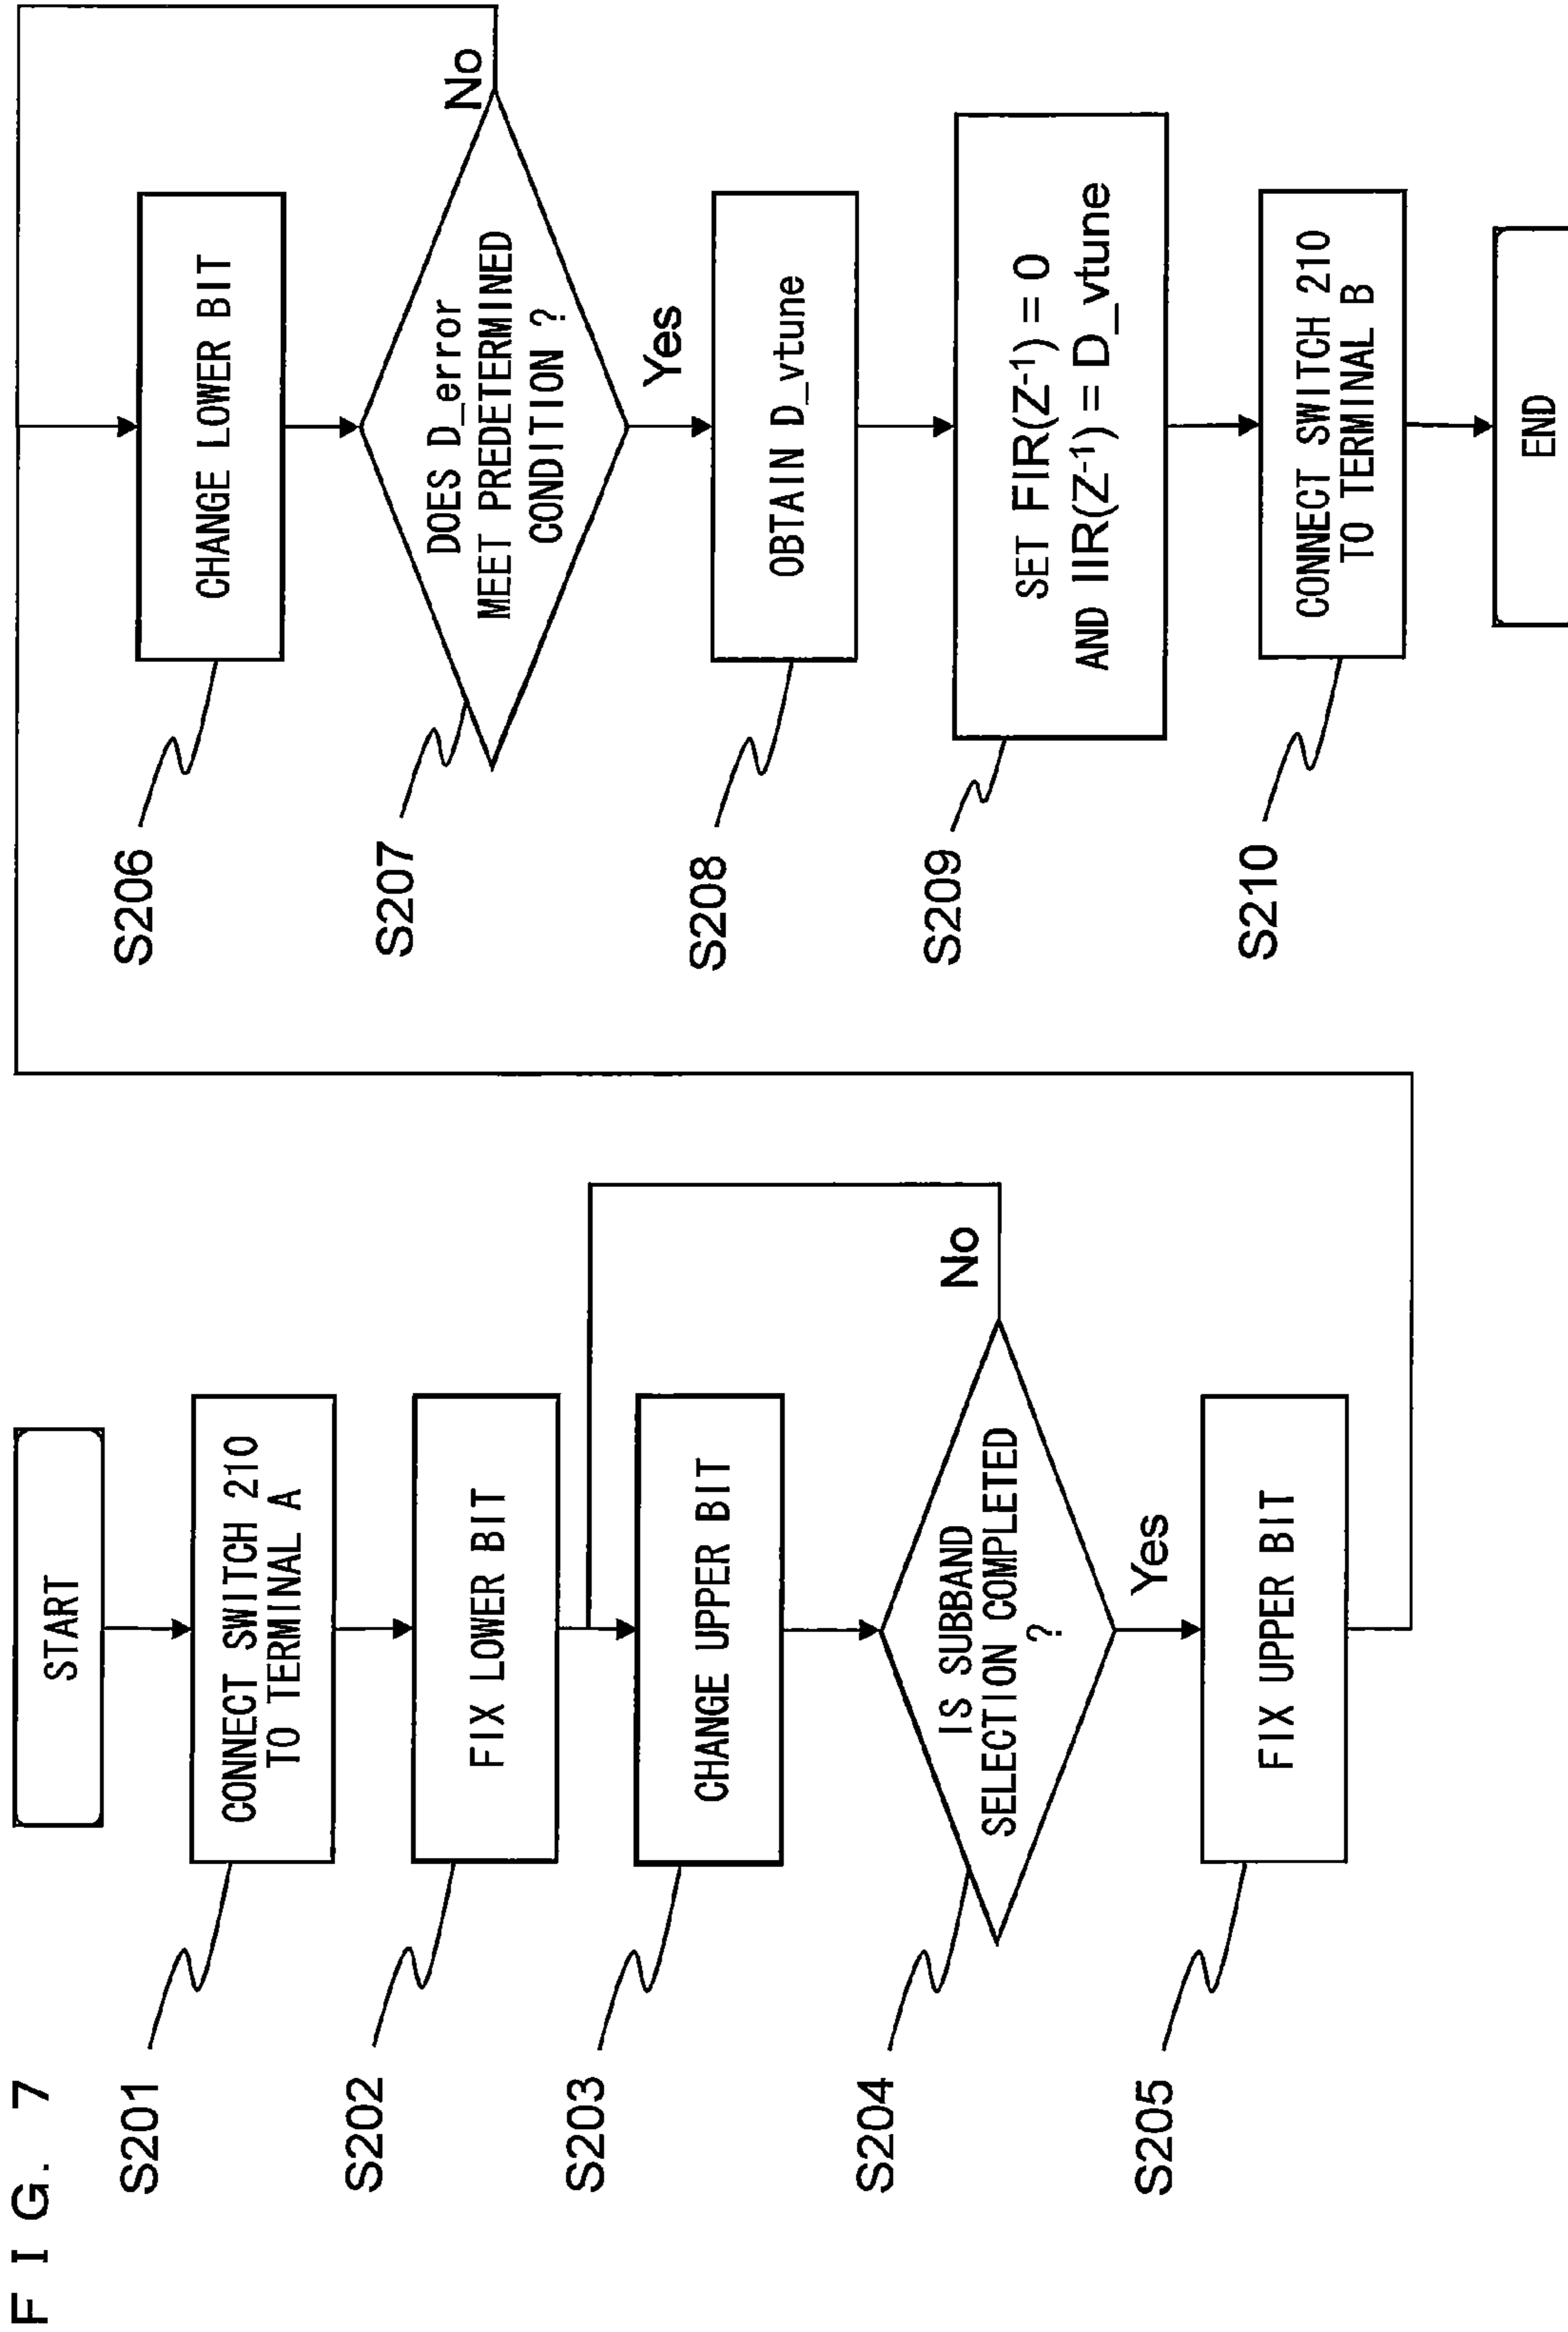 FIG. 7
START
S201
CONNECT SWITCH 210
TO TERMINAL A
S202
FIX LOWER BIT
S203
CHANGE UPPER BIT
S204
IS SUBBAND
SELECTION COMPLETED
?
No
Yes
S205
FIX UPPER BIT
S206
CHANGE LOWER BIT
S207
DOES D_error
MEET PREDETERMINED
CONDITION ?
No
Yes
S208
OBTAIN D_vtune
S209
SET FIR(Z⁻¹) = 0
AND IIR(Z⁻¹) = D_vtune
S210
CONNECT SWITCH 210
TO TERMINAL B
END